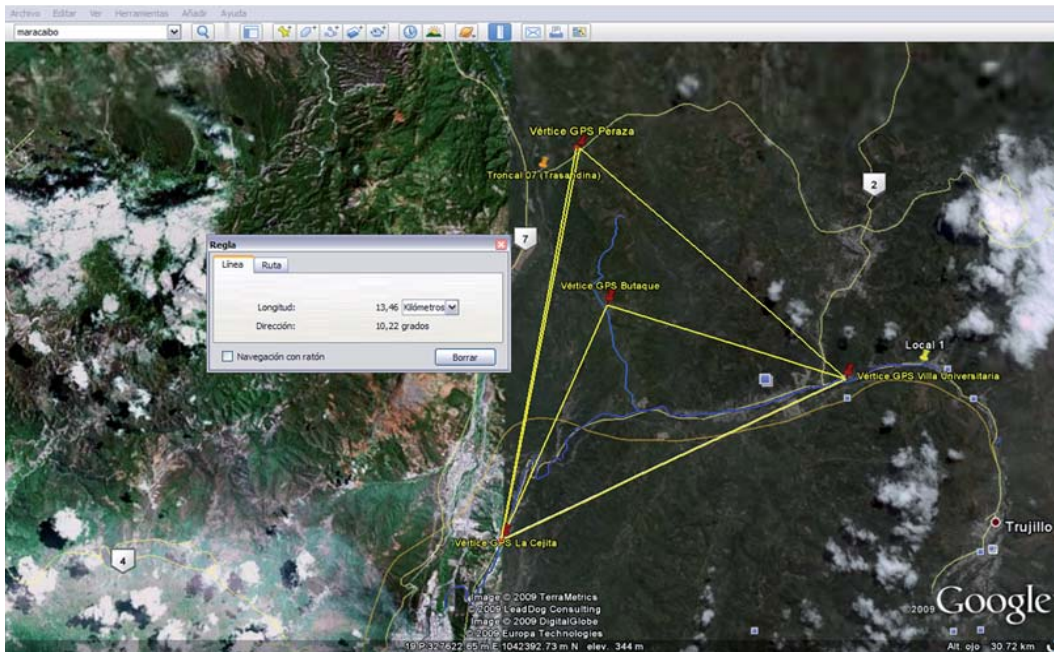 Archivo Editar Ver Herramientas Añadir Ayuda
maracaibo
Vértice GPS Peraza
Troncal 07 (Trasandina)
2
7
Regla
Línea Ruta
Longitud: 13,46 Kilómetros
Dirección: 10,22 grados
Navegación con ratón Borrar
Vértice GPS Butaque
Local 1
Vértice GPS Villa Universitaria
Vértice GPS La Cejita
Trujillo
4
Image © 2009 TerraMetrics
© 2009 LeadDog Consulting
Image © 2009 DigitalGlobe
© 2009 Europa Technologies
©2009 Google
19 P 327622.65 m E 1042392.73 m N elev. 344 m
Alt. ojo 30.72 km